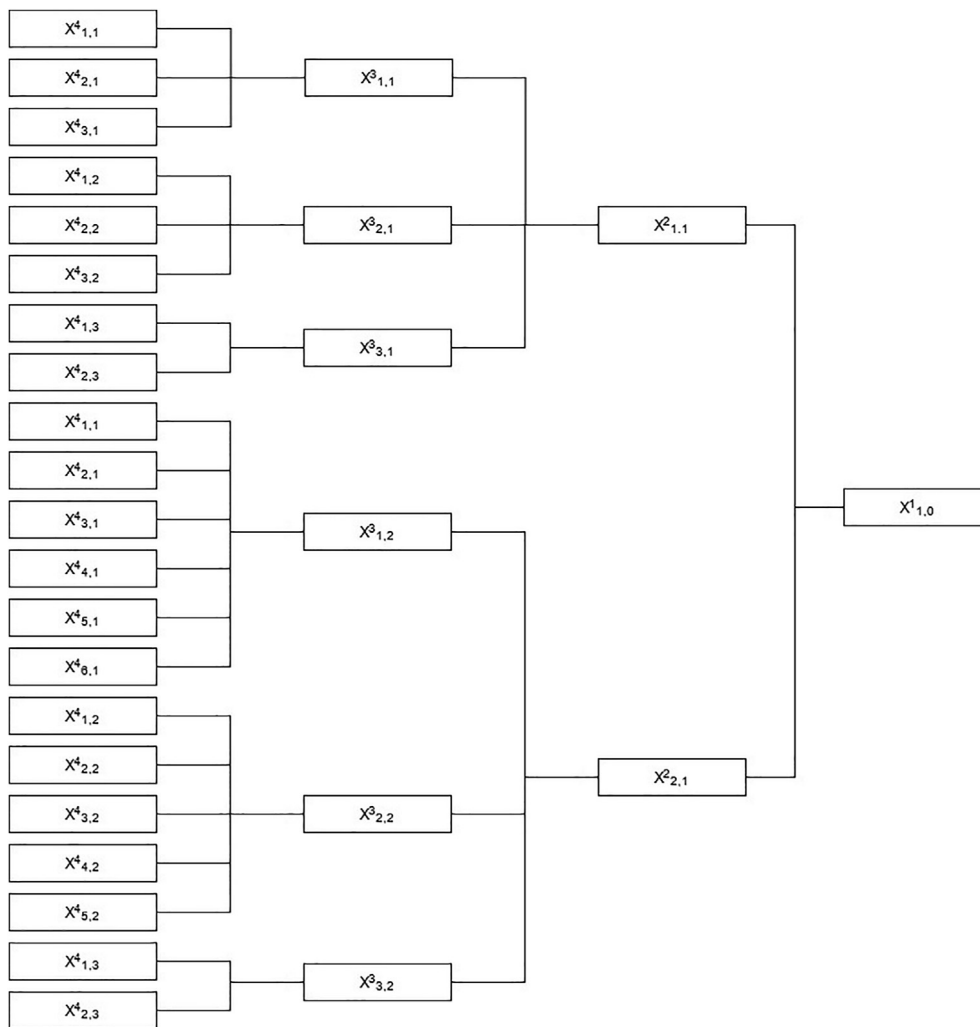 X⁴₁,₁
X⁴₂,₁
X³₁,₁
X⁴₃,₁
X⁴₁,₂
X⁴₂,₂
X³₂,₁
X²₁.₁
X⁴₃,₂
X⁴₁,₃
X³₃,₁
X⁴₂,₃
X⁴₁,₁
X⁴₂,₁
X¹₁,₀
X⁴₃,₁
X³₁,₂
X⁴₄,₁
X⁴₅,₁
X⁴₆,₁
X⁴₁,₂
X⁴₂,₂
X²₂,₁
X⁴₃,₂
X³₂,₂
X⁴₄,₂
X⁴₅,₂
X⁴₁,₃
X³₃,₂
X⁴₂,₃